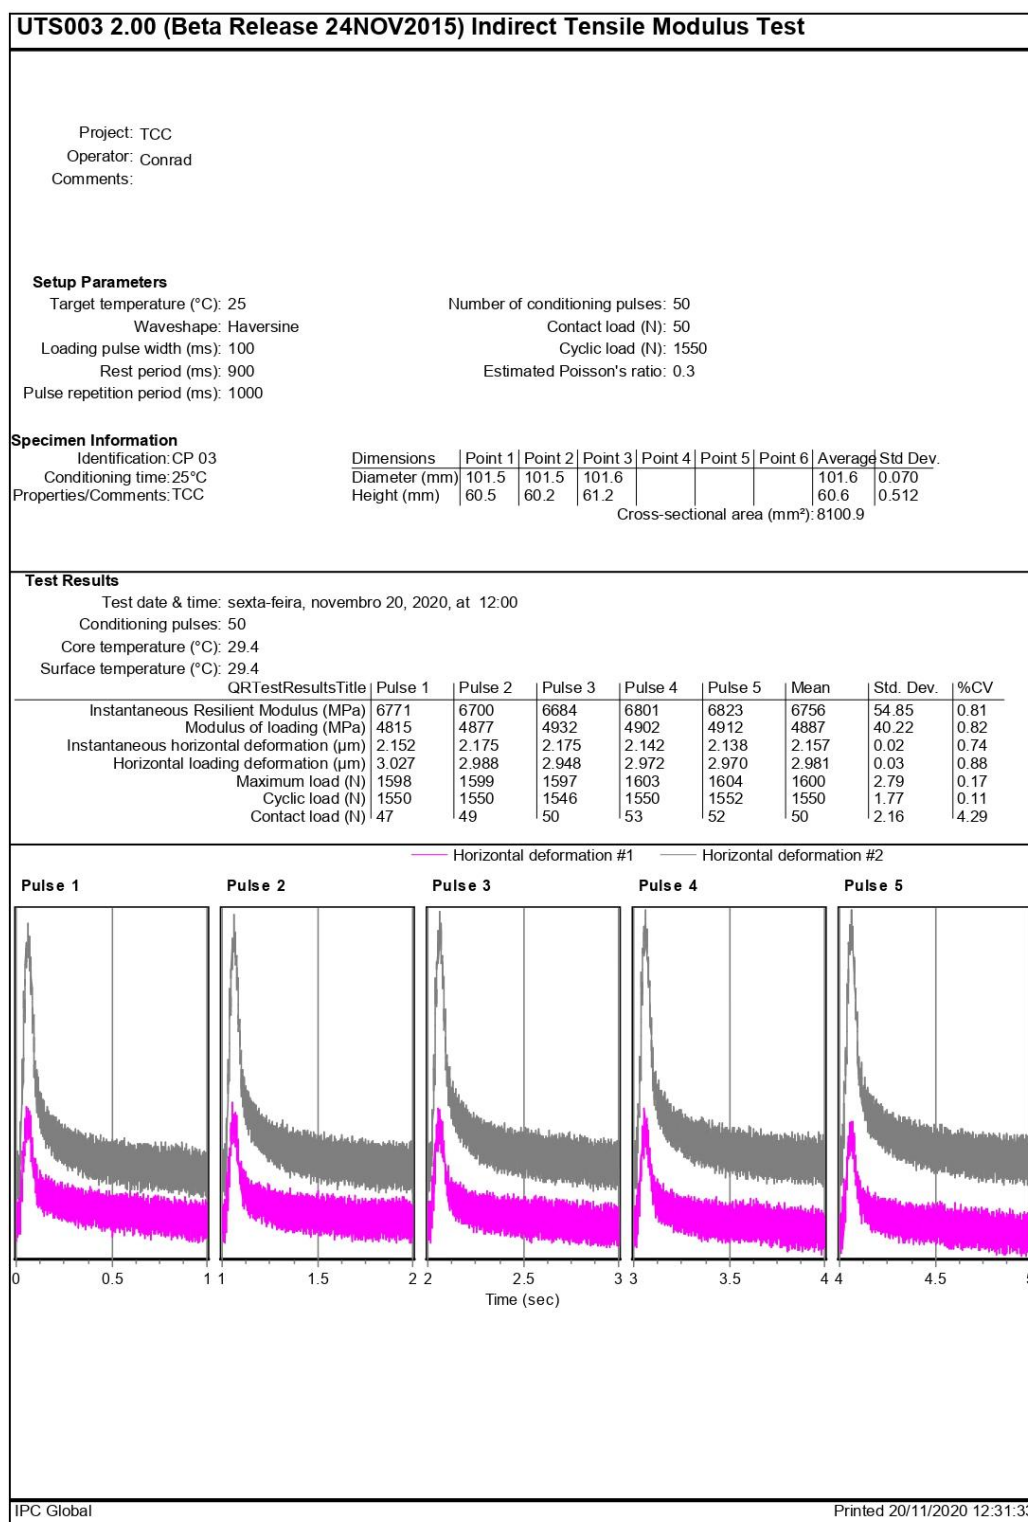 UTS003 2.00 (Beta Release 24NOV2015) Indirect Tensile Modulus Test
Project: TCC
Operator: Conrad
Comments:
Setup Parameters
Target temperature (°C): 25 Number of conditioning pulses: 50
Waveshape: Haversine Contact load (N): 50
Loading pulse width (ms): 100 Cyclic load (N): 1550
Rest period (ms): 900 Estimated Poisson's ratio: 0.3
Pulse repetition period (ms): 1000
Specimen Information
Identification: CP 03 Dimensions Point 1 Point 2 Point 3 Point 4 Point 5 Point 6 Average Std Dev.
Conditioning time: 25°C Diameter (mm) 101.5 101.5 101.6 101.6 0.070
Properties/Comments: TCC Height (mm) 60.5 60.2 61.2 60.6 0.512
Cross-sectional area (mm²): 8100.9
Test Results
Test date & time: sexta-feira, novembro 20, 2020, at 12:00
Conditioning pulses: 50
Core temperature (°C): 29.4
Surface temperature (°C): 29.4
QRTestResultsTitle Pulse 1 Pulse 2 Pulse 3 Pulse 4 Pulse 5 Mean Std. Dev. %CV
Instantaneous Resilient Modulus (MPa) 6771 6700 6684 6801 6823 6756 54.85 0.81
Modulus of loading (MPa) 4815 4877 4932 4902 4912 4887 40.22 0.82
Instantaneous horizontal deformation (µm) 2.152 2.175 2.175 2.142 2.138 2.157 0.02 0.74
Horizontal loading deformation (µm) 3.027 2.988 2.948 2.972 2.970 2.981 0.03 0.88
Maximum load (N) 1598 1599 1597 1603 1604 1600 2.79 0.17
Cyclic load (N) 1550 1550 1546 1550 1552 1550 1.77 0.11
Contact load (N) 47 49 50 53 52 50 2.16 4.29
Horizontal deformation #1 Horizontal deformation #2
Pulse 1 Pulse 2 Pulse 3 Pulse 4 Pulse 5
0 0.5 1 1 1.5 2 2 2.5 3 3 3.5 4 4 4.5 5
Time (sec)
IPC Global Printed 20/11/2020 12:31:33